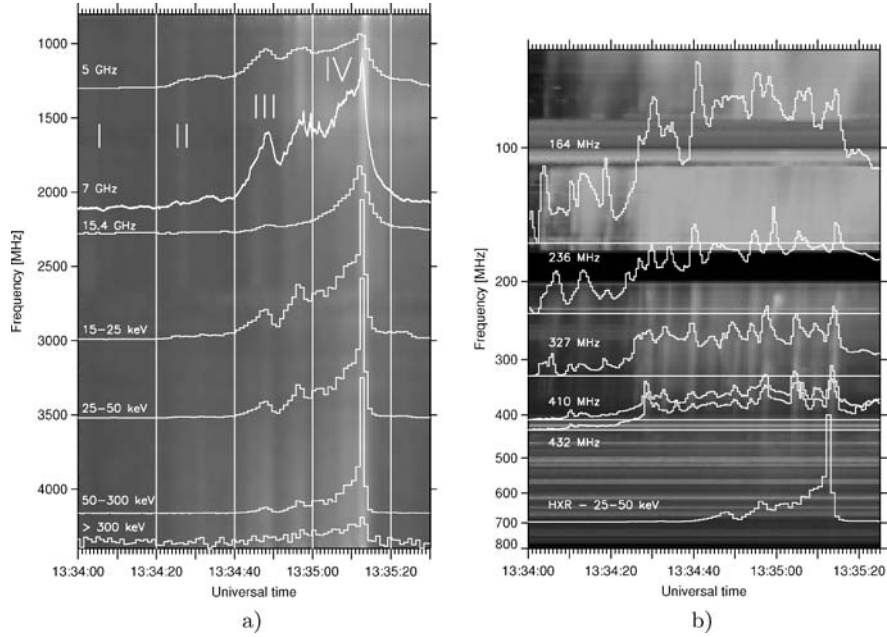 1000
1500
2000
2500
3000
3500
4000
Frequency [MHz]
5 GHz
I
II
III
IV
7 GHz
15.4 GHz
15-25 keV
25-50 keV
50-300 keV
> 300 keV
13:34:00 13:34:20 13:34:40 13:35:00 13:35:20
Universal time
a)
100
200
300
400
500
600
700
800
Frequency [MHz]
164 MHz
236 MHz
327 MHz
410 MHz
432 MHz
HXR - 25-50 keV
13:34:00 13:34:20 13:34:40 13:35:00 13:35:20
Universal time
b)